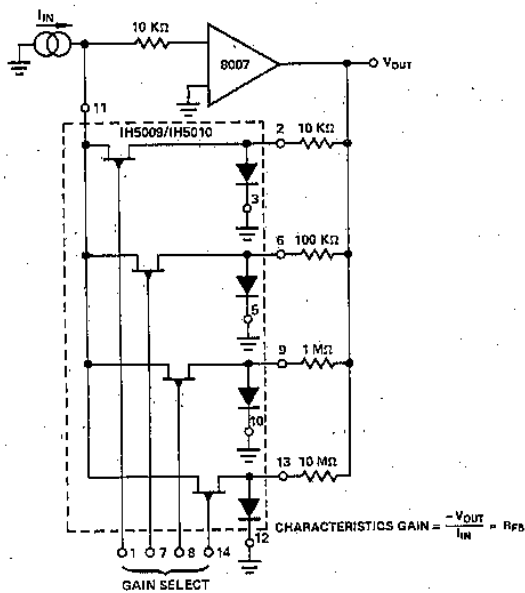 IIN
10 KΩ
8007
VOUT
11
IH5009/IH5010
2 10 KΩ
3
6 100 KΩ
5
9 1 MΩ
10
13 10 MΩ
12
CHARACTERISTICS GAIN = -VOUT / IIN = RFB
1 7 8 14
GAIN SELECT